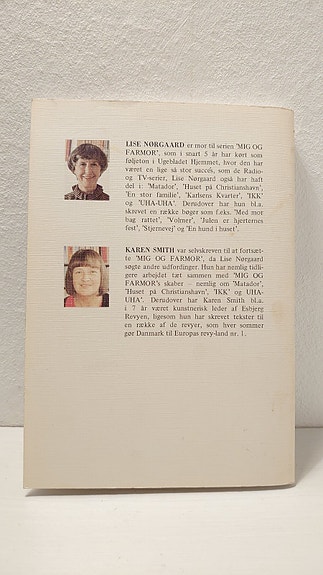 LISE NØRGAARD er mor til serien 'MIG OG
FARMOR', som i snart 5 år har kørt som
føljeton i Ugebladet Hjemmet, hvor den har
været en lige så stor succes, som de Radio-
og TV-serier, Lise Nørgaard også har haft
del i: 'Matador', 'Huset på Christianshavn',
'En stor familie', 'Karlsens Kvarter', 'IKK'
og 'UHA-UHA'. Derudover har hun bl.a.
skrevet en række bøger som f.eks. 'Med mor
bag rattet', 'Volmer', 'Julen er hjerternes
fest', 'Stjernevej' og 'En hund i huset'.
KAREN SMITH var selvskreven til at fortsæt-
te 'MIG OG FARMOR', da Lise Nørgaard
søgte andre udfordringer. Hun har nemlig tidli-
gere arbejdet tæt sammen med 'MIG OG
FARMOR's skaber – nemlig om 'Matador',
'Huset på Christianshavn', 'IKK' og UHA-
UHA'. Derudover har Karen Smith bl.a.
i 7 år været kunstnerisk leder af Esbjerg
Revyen, ligesom hun har skrevet tekster til
en række af de revyer, som hver sommer
gør Danmark til Europas revy-land nr. 1.